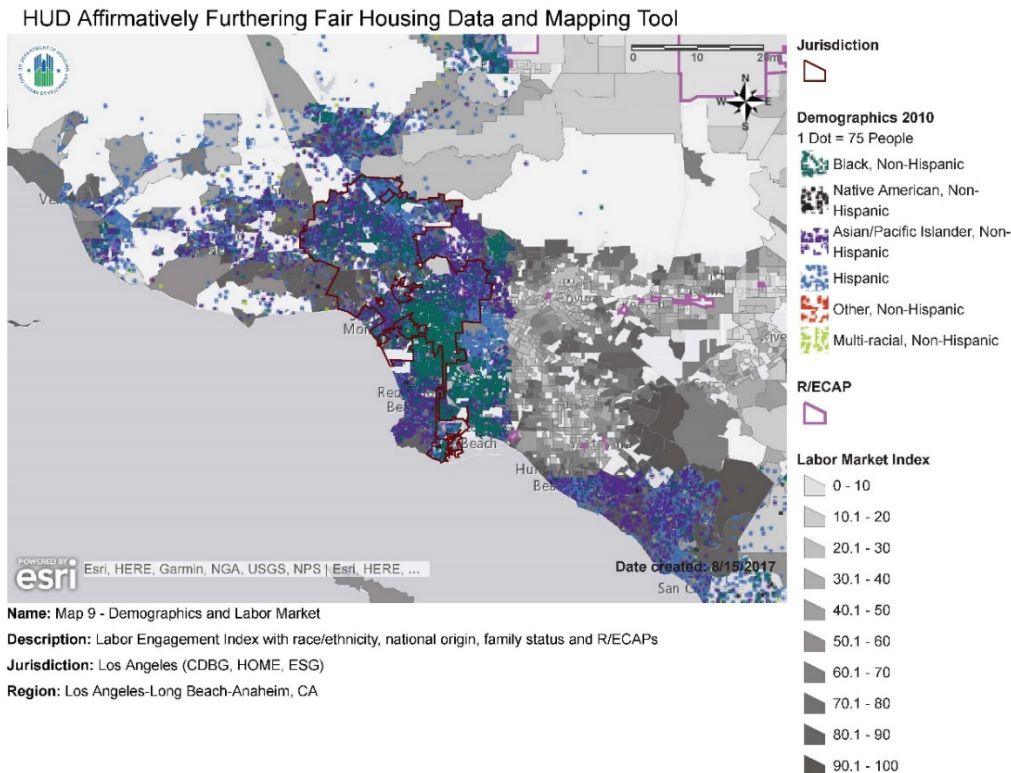 HUD Affirmatively Furthering Fair Housing Data and Mapping Tool
0 10 20mi
N
W E
S
Beach
Date created: 8/15/2017
POWERED BY
esri
Esri, HERE, Garmin, NGA, USGS, NPS | Esri, HERE, ...
Name: Map 9 - Demographics and Labor Market
Description: Labor Engagement Index with race/ethnicity, national origin, family status and R/ECAPs
Jurisdiction: Los Angeles (CDBG, HOME, ESG)
Region: Los Angeles-Long Beach-Anaheim, CA
Jurisdiction
Demographics 2010
1 Dot = 75 People
Black, Non-Hispanic
Native American, Non-
Hispanic
Asian/Pacific Islander, Non-
Hispanic
Hispanic
Other, Non-Hispanic
Multi-racial, Non-Hispanic
R/ECAP
Labor Market Index
0 - 10
10.1 - 20
20.1 - 30
30.1 - 40
40.1 - 50
50.1 - 60
60.1 - 70
70.1 - 80
80.1 - 90
90.1 - 100